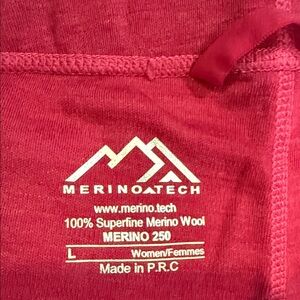 MERINO TECH
www.merino.tech
100% Superfine Merino Wool
MERINO 250
L Women/Femmes
Made in P.R.C